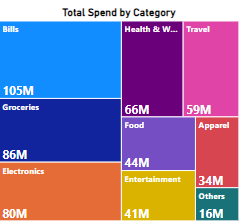 Total Spend by Category
Bills
105M
Groceries
86M
Electronics
80M
Health & W...
66M
Travel
59M
Food
44M
Entertainment
41M
Apparel
34M
Others
16M